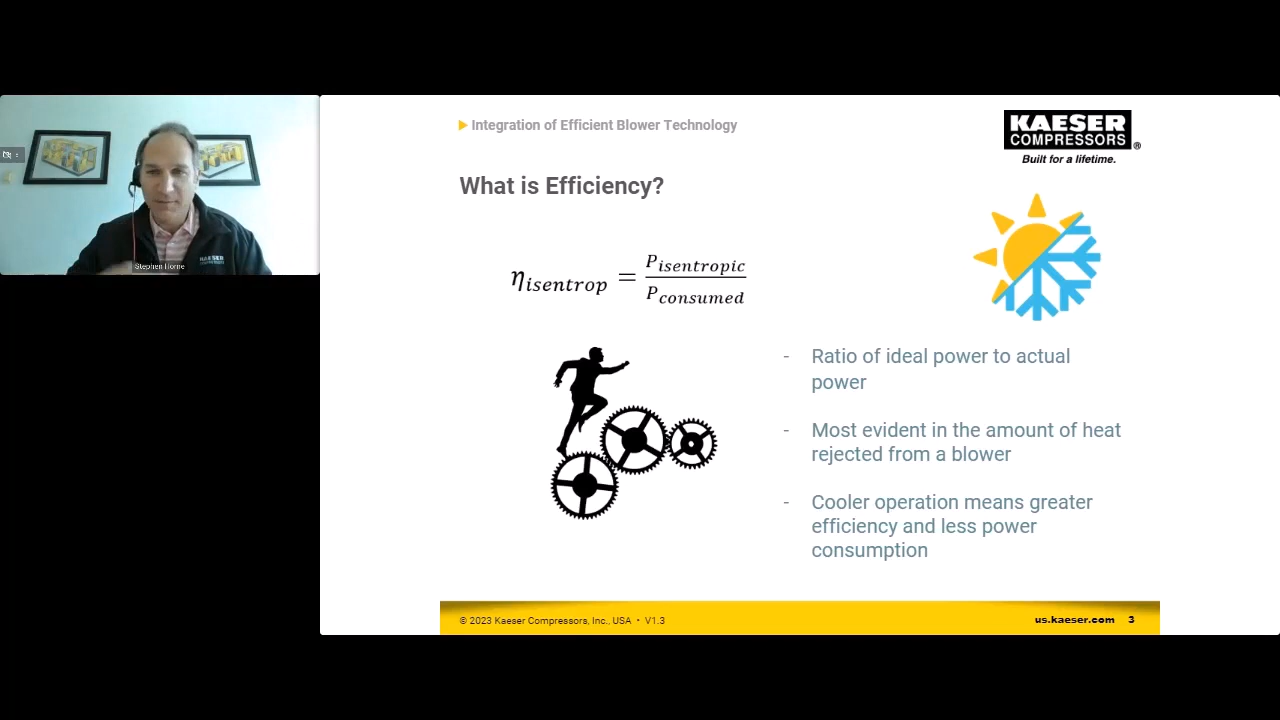 Integration of Efficient Blower Technology
KAESER
COMPRESSORS®
Built for a lifetime.
What is Efficiency?
η_isentrop = P_isentropic / P_consumed
- Ratio of ideal power to actual
power
- Most evident in the amount of heat
rejected from a blower
- Cooler operation means greater
efficiency and less power
consumption
KAESER
COMPRESSORS
Stephen Horne
© 2023 Kaeser Compressors, Inc., USA • V1.3
us.kaeser.com 3